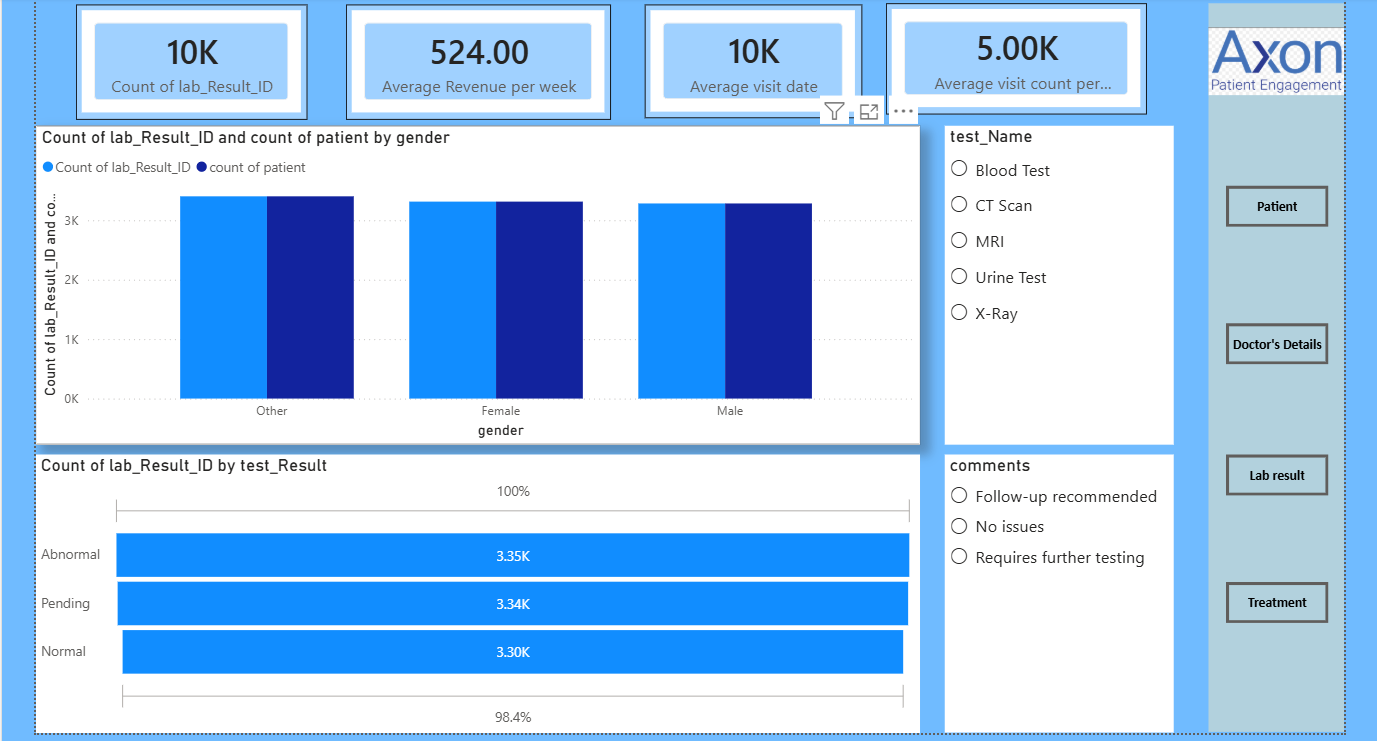 10K
Count of lab_Result_ID
524.00
Average Revenue per week
10K
Average visit date
5.00K
Average visit count per...
Axon
Patient Engagement
Count of lab_Result_ID and count of patient by gender
Count of lab_Result_ID count of patient
Count of lab_Result_ID and co...
3K
2K
1K
0K
Other Female Male
gender
test_Name
Blood Test
CT Scan
MRI
Urine Test
X-Ray
Patient
Doctor's Details
Lab result
Treatment
Count of lab_Result_ID by test_Result
100%
Abnormal 3.35K
Pending 3.34K
Normal 3.30K
98.4%
comments
Follow-up recommended
No issues
Requires further testing